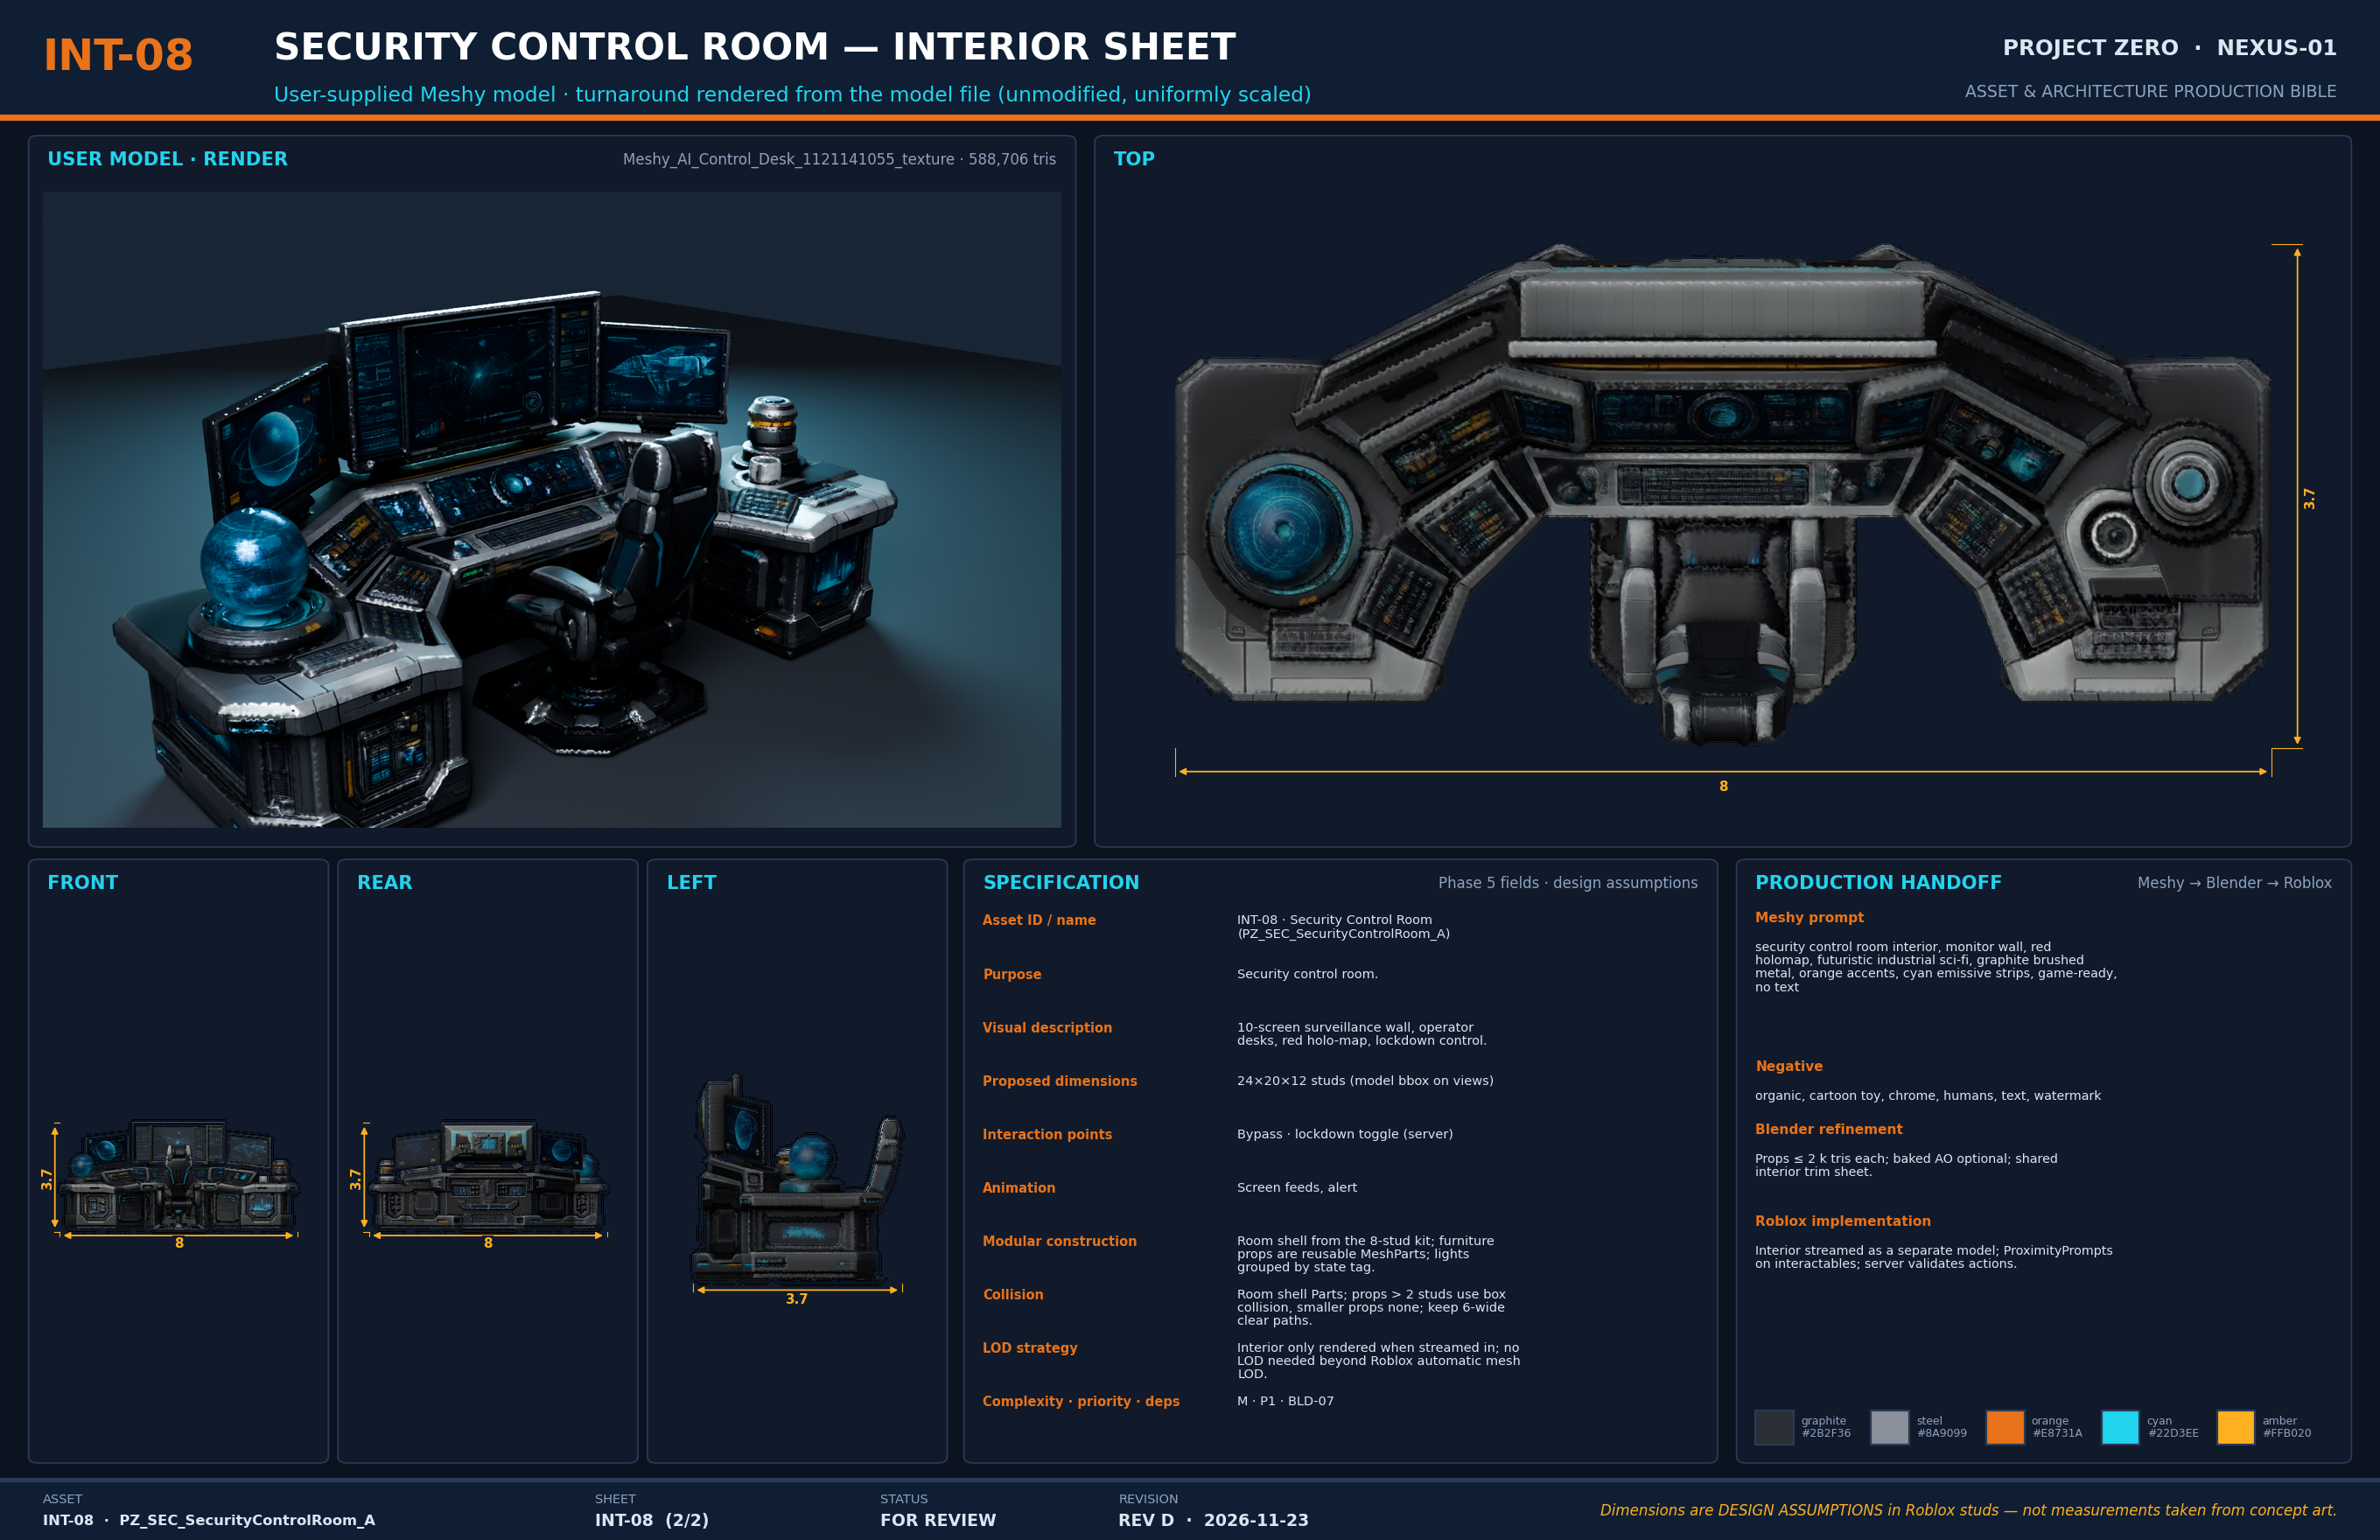 INT-08
SECURITY CONTROL ROOM — INTERIOR SHEET
User-supplied Meshy model · turnaround rendered from the model file (unmodified, uniformly scaled)
PROJECT ZERO · NEXUS-01
ASSET & ARCHITECTURE PRODUCTION BIBLE
USER MODEL · RENDER
Meshy_AI_Control_Desk_1121141055_texture · 588,706 tris
TOP
3.7
8
FRONT
3.7
8
REAR
3.7
8
LEFT
3.7
SPECIFICATION
Phase 5 fields · design assumptions
Asset ID / name
INT-08 · Security Control Room
(PZ_SEC_SecurityControlRoom_A)
Purpose
Security control room.
Visual description
10-screen surveillance wall, operator
desks, red holo-map, lockdown control.
Proposed dimensions
24×20×12 studs (model bbox on views)
Interaction points
Bypass · lockdown toggle (server)
Animation
Screen feeds, alert
Modular construction
Room shell from the 8-stud kit; furniture
props are reusable MeshParts; lights
grouped by state tag.
Collision
Room shell Parts; props > 2 studs use box
collision, smaller props none; keep 6-wide
clear paths.
LOD strategy
Interior only rendered when streamed in; no
LOD needed beyond Roblox automatic mesh
LOD.
Complexity · priority · deps
M · P1 · BLD-07
PRODUCTION HANDOFF
Meshy → Blender → Roblox
Meshy prompt
security control room interior, monitor wall, red
holomap, futuristic industrial sci-fi, graphite brushed
metal, orange accents, cyan emissive strips, game-ready,
no text
Negative
organic, cartoon toy, chrome, humans, text, watermark
Blender refinement
Props ≤ 2 k tris each; baked AO optional; shared
interior trim sheet.
Roblox implementation
Interior streamed as a separate model; ProximityPrompts
on interactables; server validates actions.
graphite
#2B2F36
steel
#8A9099
orange
#E8731A
cyan
#22D3EE
amber
#FFB020
ASSET
INT-08 · PZ_SEC_SecurityControlRoom_A
SHEET
INT-08 (2/2)
STATUS
FOR REVIEW
REVISION
REV D · 2026-11-23
Dimensions are DESIGN ASSUMPTIONS in Roblox studs — not measurements taken from concept art.